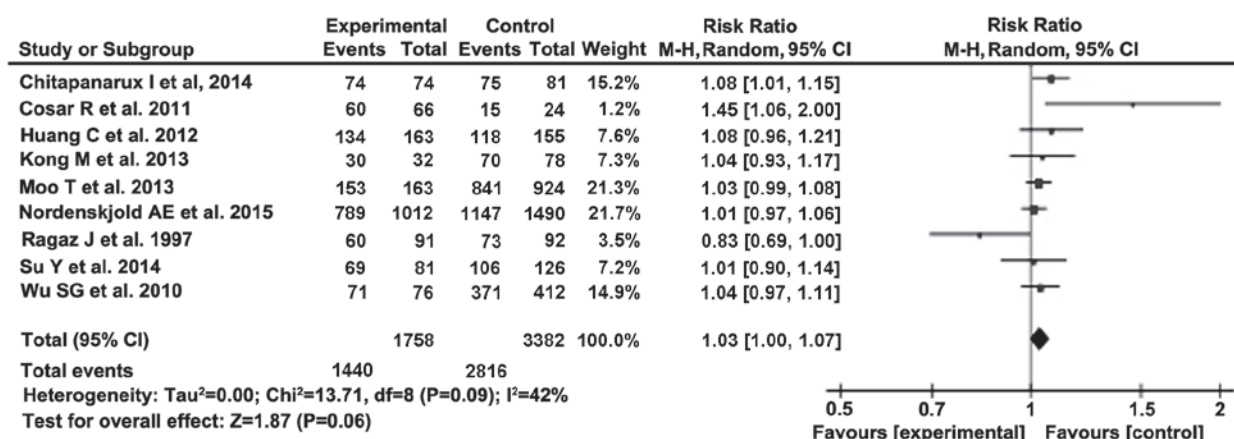 Experimental Control Risk Ratio Risk Ratio
Study or Subgroup Events Total Events Total Weight M-H, Random, 95% CI M-H, Random, 95% CI
Chitapanarux I et al, 2014 74 74 75 81 15.2% 1.08 [1.01, 1.15]
Cosar R et al. 2011 60 66 15 24 1.2% 1.45 [1.06, 2.00]
Huang C et al. 2012 134 163 118 155 7.6% 1.08 [0.96, 1.21]
Kong M et al. 2013 30 32 70 78 7.3% 1.04 [0.93, 1.17]
Moo T et al. 2013 153 163 841 924 21.3% 1.03 [0.99, 1.08]
Nordenskjold AE et al. 2015 789 1012 1147 1490 21.7% 1.01 [0.97, 1.06]
Ragaz J et al. 1997 60 91 73 92 3.5% 0.83 [0.69, 1.00]
Su Y et al. 2014 69 81 106 126 7.2% 1.01 [0.90, 1.14]
Wu SG et al. 2010 71 76 371 412 14.9% 1.04 [0.97, 1.11]
Total (95% CI) 1758 3382 100.0% 1.03 [1.00, 1.07]
Total events 1440 2816
Heterogeneity: Tau²=0.00; Chi²=13.71, df=8 (P=0.09); I²=42%
Test for overall effect: Z=1.87 (P=0.06)
0.5 0.7 1 1.5 2
Favours [experimental] Favours [control]